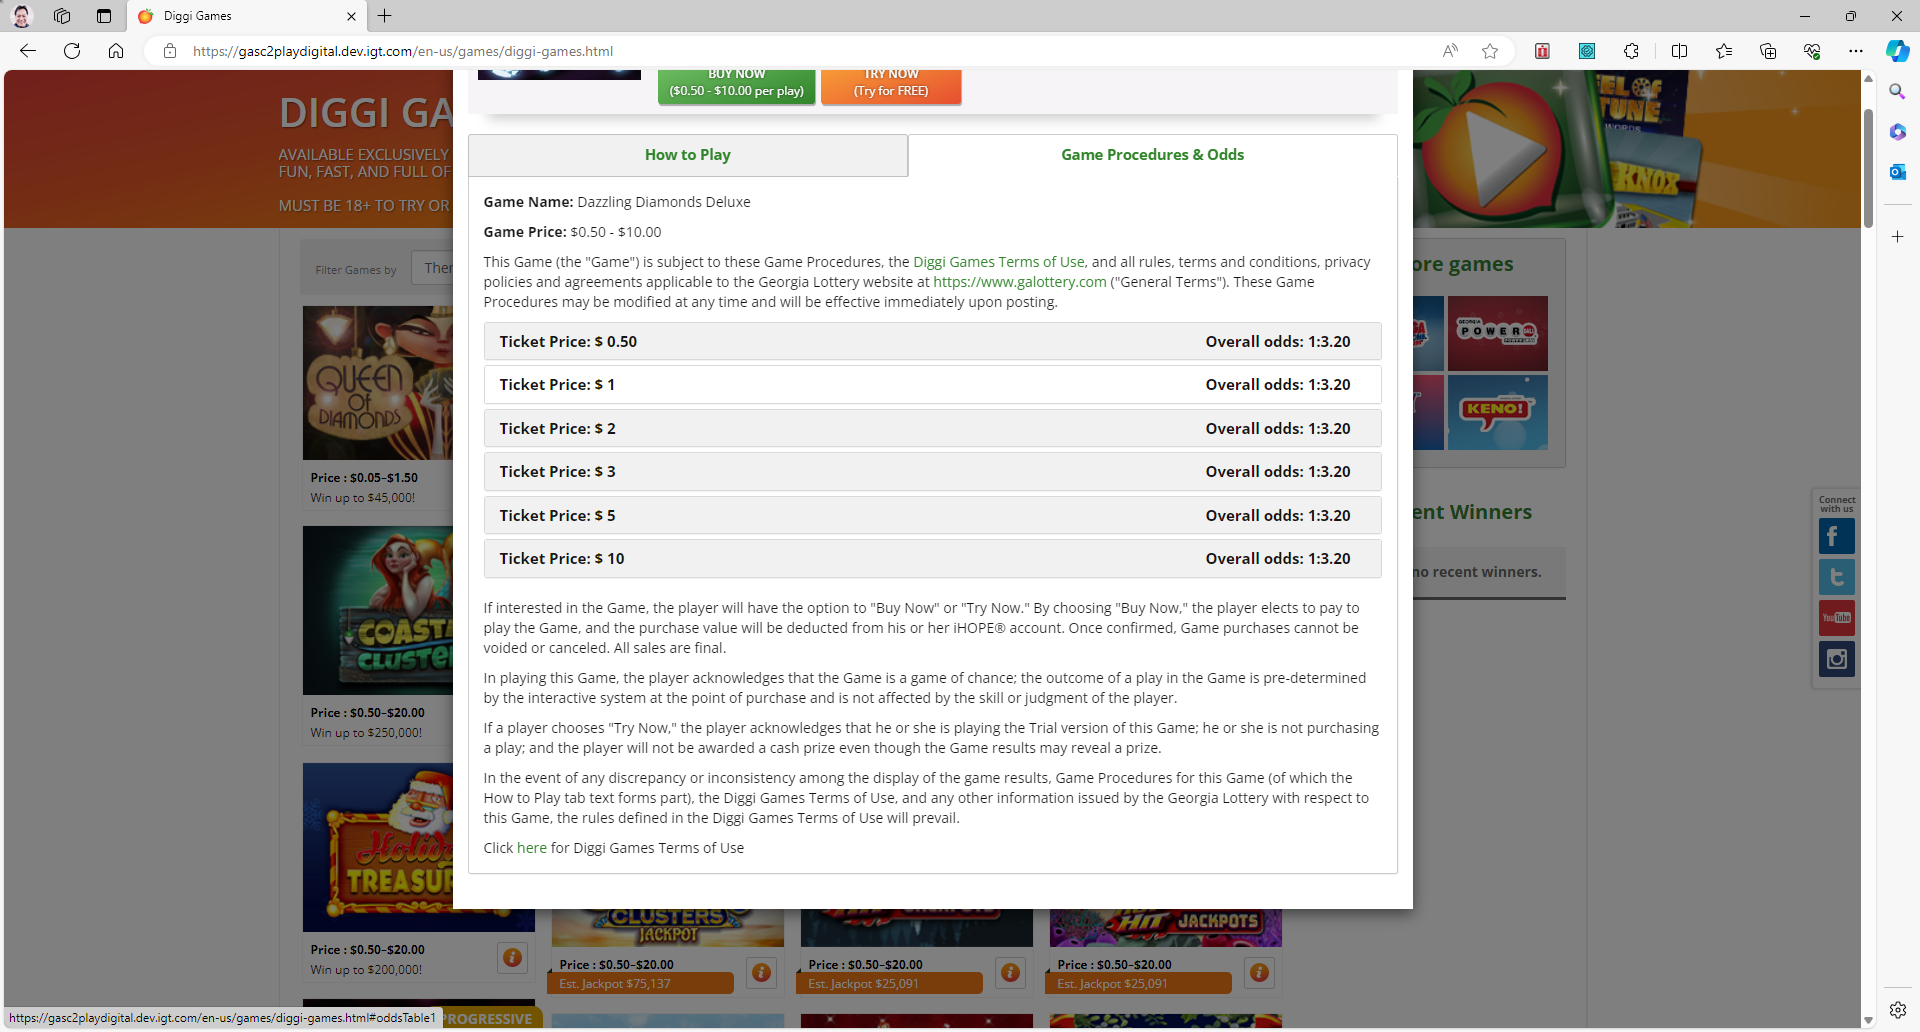 Diggi Games
https://gasc2playdigital.dev.igt.com/en-us/games/diggi-games.html
DIGGI GA
AVAILABLE EXCLUSIVELY
FUN, FAST, AND FULL OF
MUST BE 18+ TO TRY OR
BUY NOW
($0.50 - $10.00 per play)
TRY NOW
(Try for FREE)
How to Play
Game Procedures & Odds
Game Name: Dazzling Diamonds Deluxe
Game Price: $0.50 - $10.00
This Game (the "Game") is subject to these Game Procedures, the Diggi Games Terms of Use, and all rules, terms and conditions, privacy
policies and agreements applicable to the Georgia Lottery website at https://www.galottery.com ("General Terms"). These Game
Procedures may be modified at any time and will be effective immediately upon posting.
Ticket Price: $ 0.50 Overall odds: 1:3.20
Ticket Price: $ 1 Overall odds: 1:3.20
Ticket Price: $ 2 Overall odds: 1:3.20
Ticket Price: $ 3 Overall odds: 1:3.20
Ticket Price: $ 5 Overall odds: 1:3.20
Ticket Price: $ 10 Overall odds: 1:3.20
If interested in the Game, the player will have the option to "Buy Now" or "Try Now." By choosing "Buy Now," the player elects to pay to
play the Game, and the purchase value will be deducted from his or her iHOPE® account. Once confirmed, Game purchases cannot be
voided or canceled. All sales are final.
In playing this Game, the player acknowledges that the Game is a game of chance; the outcome of a play in the Game is pre-determined
by the interactive system at the point of purchase and is not affected by the skill or judgment of the player.
If a player chooses "Try Now," the player acknowledges that he or she is playing the Trial version of this Game; he or she is not purchasing
a play; and the player will not be awarded a cash prize even though the Game results may reveal a prize.
In the event of any discrepancy or inconsistency among the display of the game results, Game Procedures for this Game (of which the
How to Play tab text forms part), the Diggi Games Terms of Use, and any other information issued by the Georgia Lottery with respect to
this Game, the rules defined in the Diggi Games Terms of Use will prevail.
Click here for Diggi Games Terms of Use
Filter Games by
Ther
QUEEN
OF
DIAMONDS
Price : $0.05-$1.50
Win up to $45,000!
COASTA
CLUSTER
Price : $0.50-$20.00
Win up to $250,000!
Holid
TREASU
Price : $0.50-$20.00
Win up to $200,000!
CLUSTERS
JACKPOT
Price : $0.50-$20.00
Est. Jackpot $75,137
Price : $0.50-$20.00
Est. Jackpot $25,091
HIT JACKPOTS
Price : $0.50-$20.00
Est. Jackpot $25,091
PROGRESSIVE
EL OF
TUNE
WORDS
KNOX
ore games
GEORGIA
POWERBALL
KENO!
ent Winners
no recent winners.
Connect
with us
YouTube
https://gasc2playdigital.dev.igt.com/en-us/games/diggi-games.html#oddsTable1